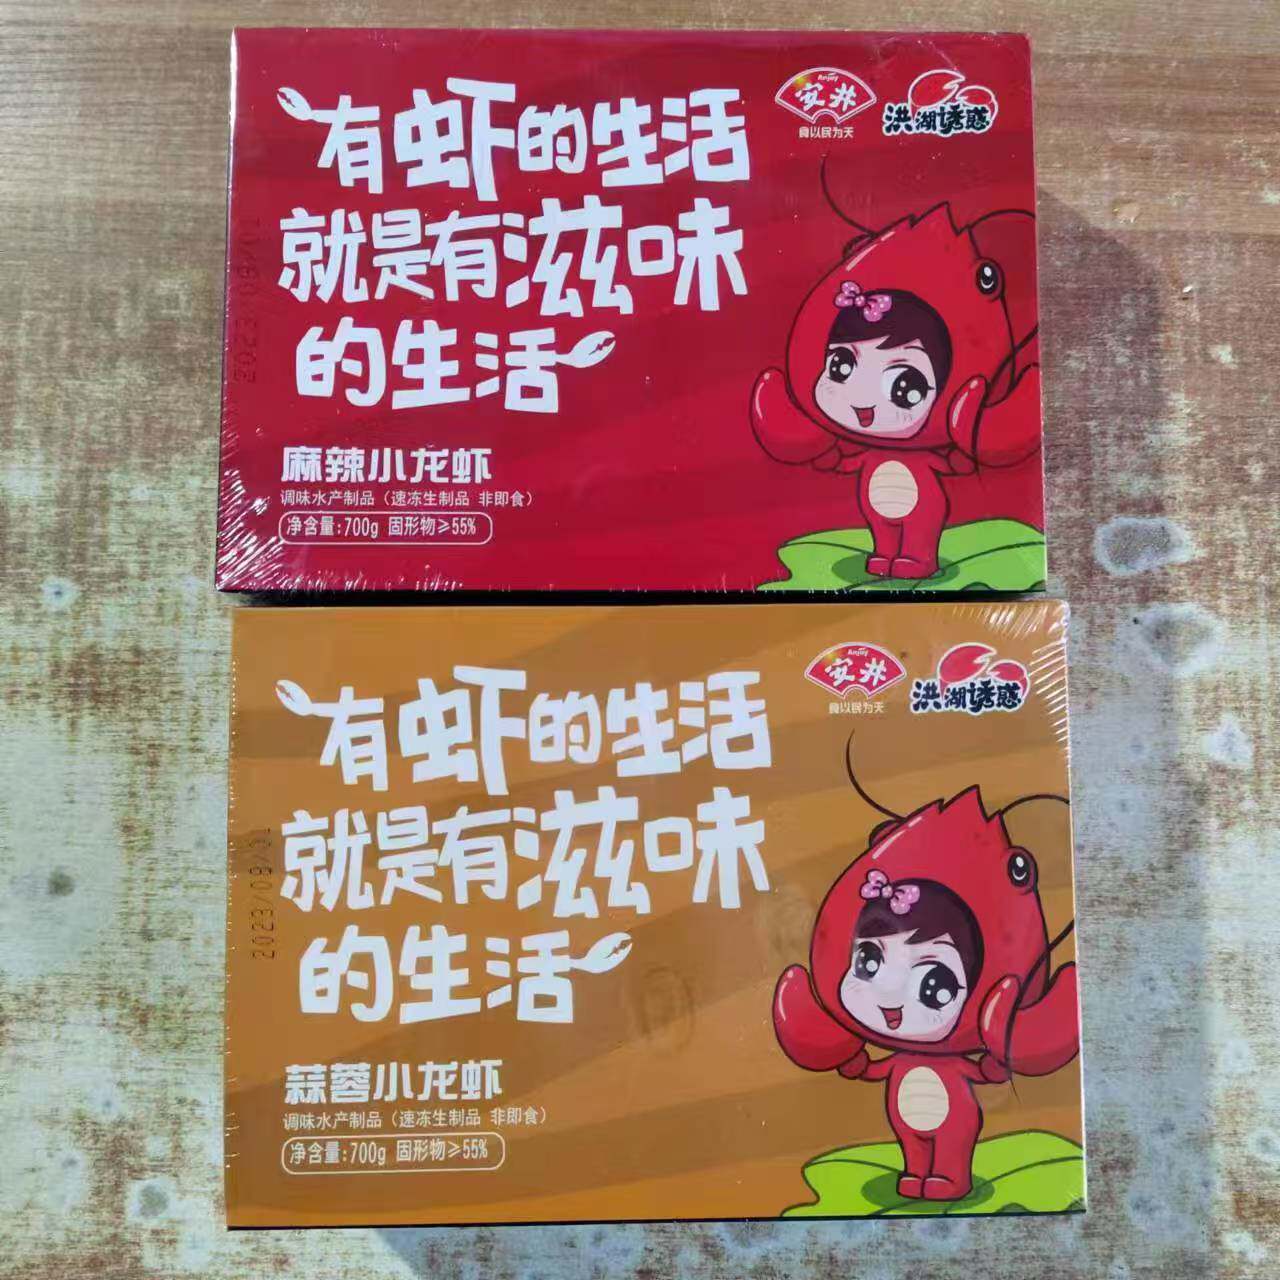 有虾的生活
就是有滋味
的生活
Anjoy
安井
食以民为天
洪湖诱惑
麻辣小龙虾
调味水产制品（速冻生制品 非即食）
净含量:700g 固形物≥55%
有虾的生活
就是有滋味
的生活
Anjoy
安井
食以民为天
洪湖诱惑
2023/08/01
蒜蓉小龙虾
调味水产制品（速冻生制品 非即食）
净含量:700g 固形物≥55%